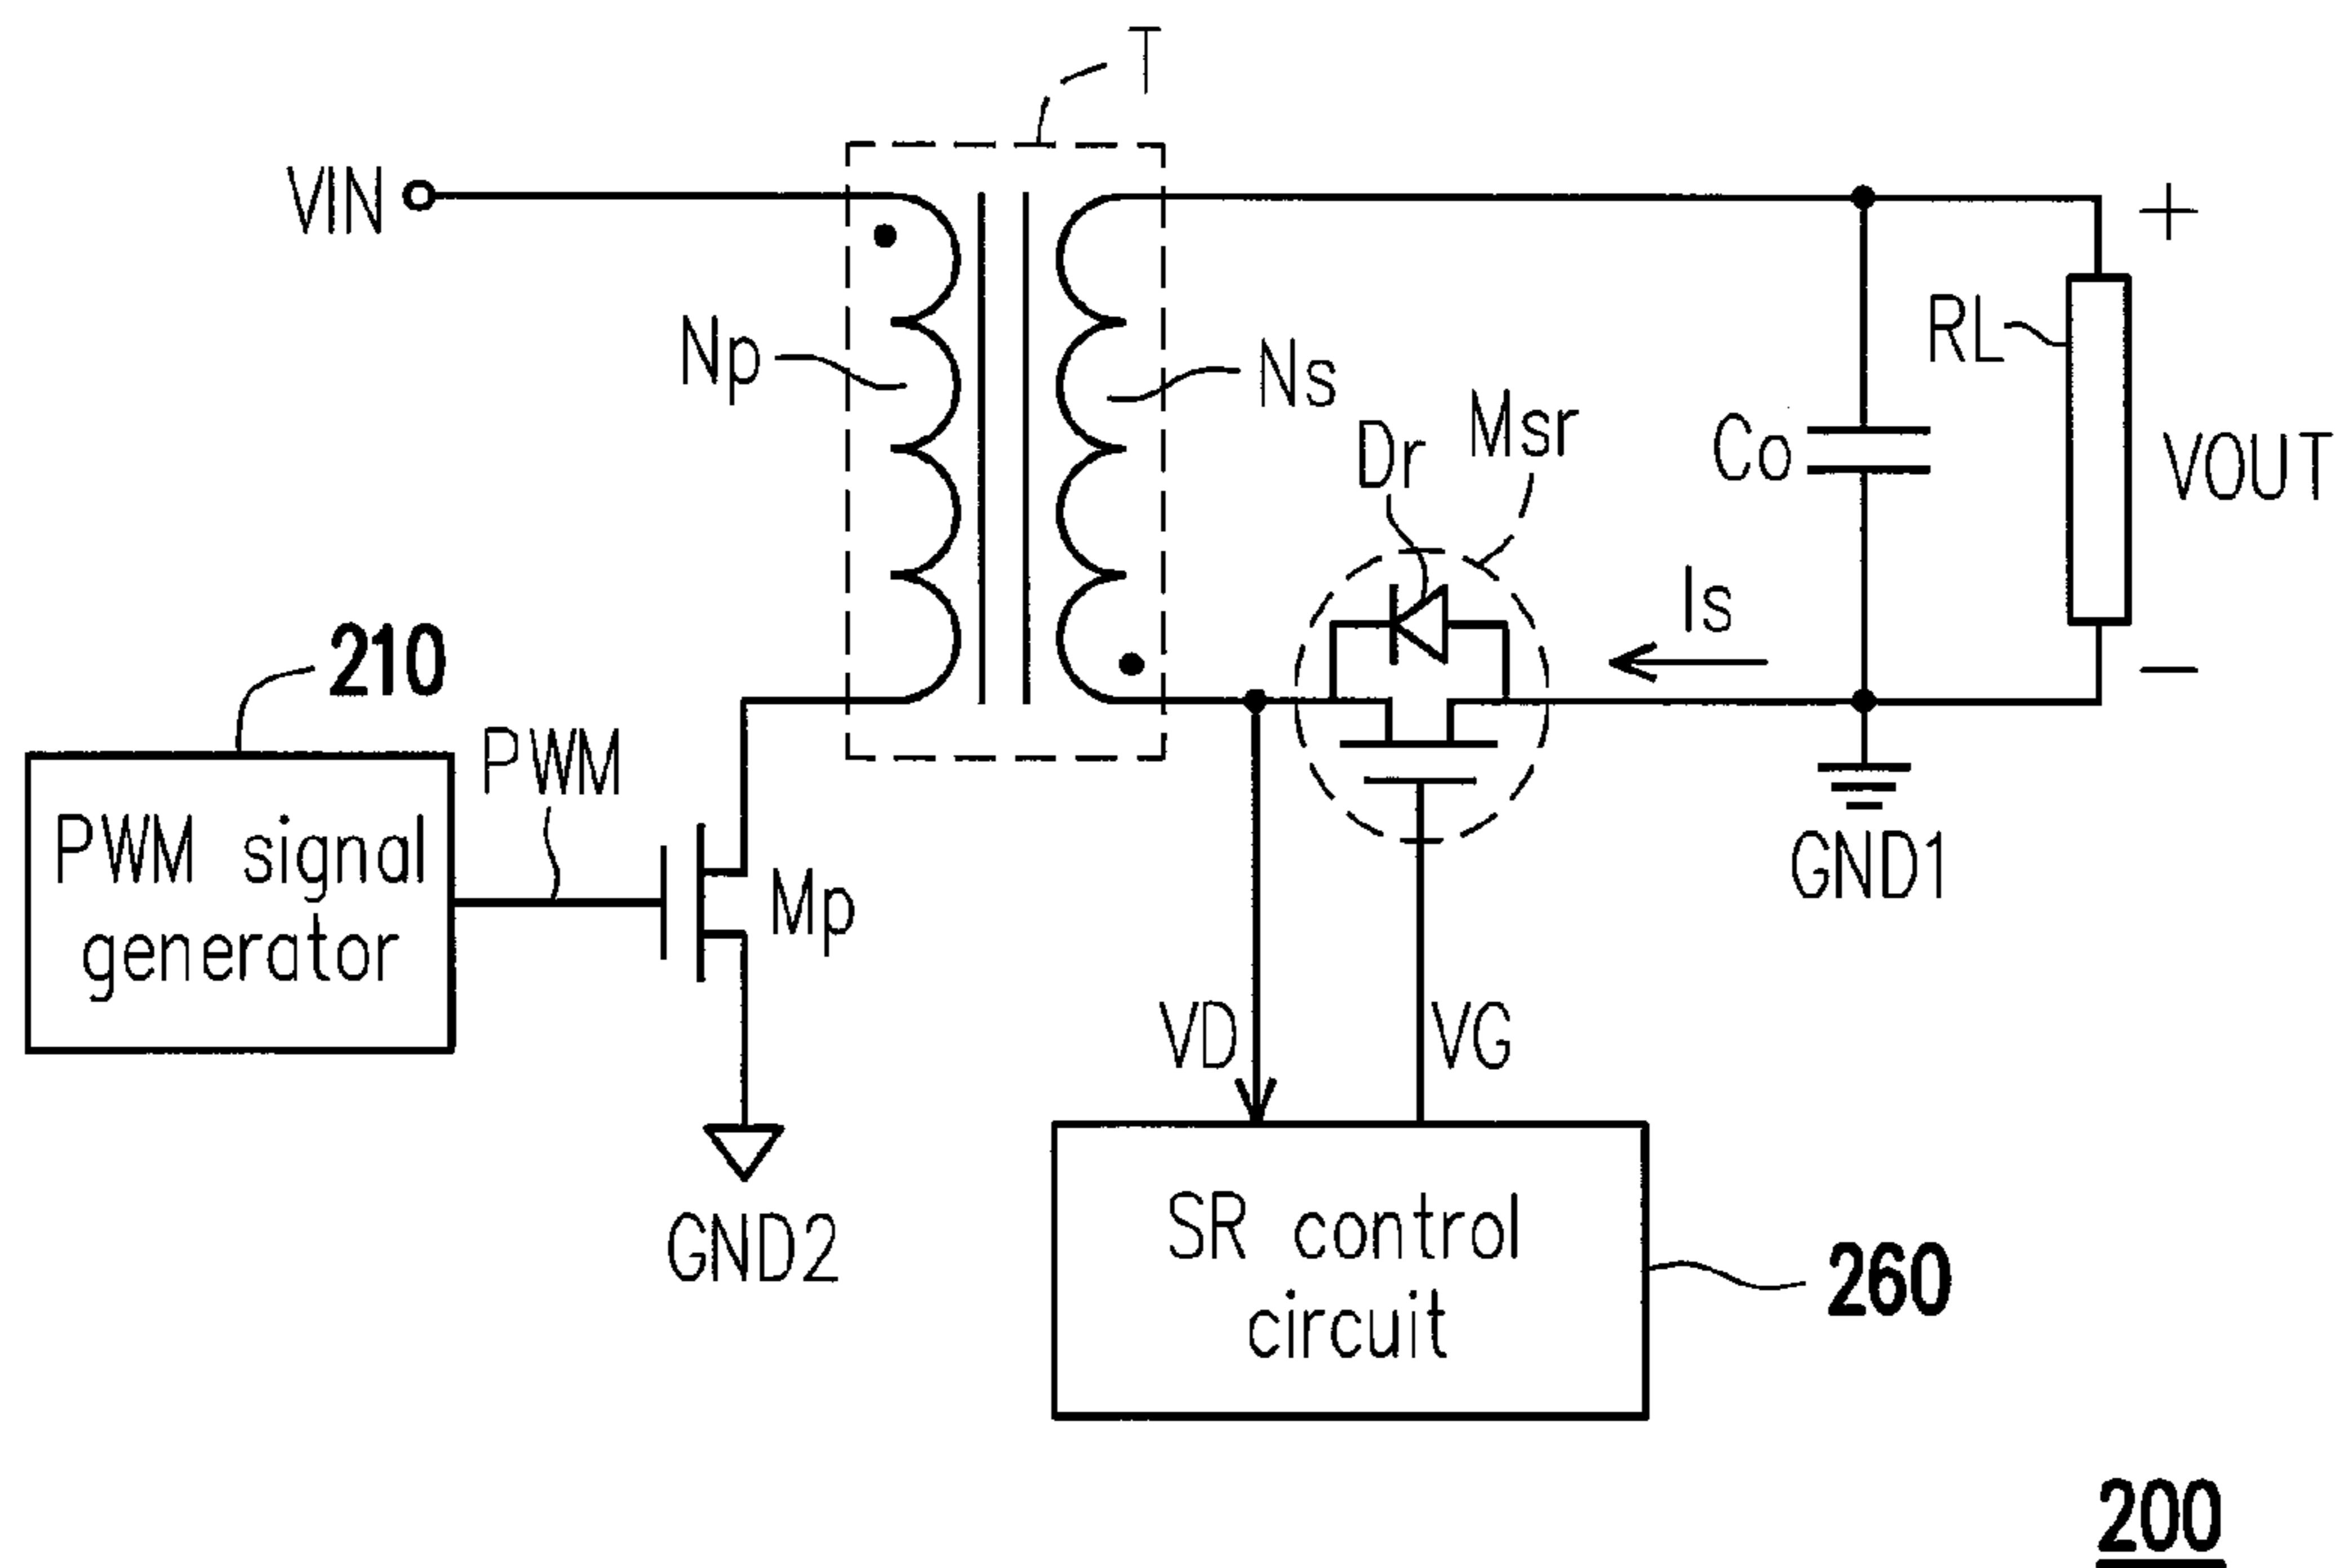 T
VIN
+
Np
Ns
RL
Dr
Msr
Co
VOUT
Is
−
210
PWM
PWM signal
generator
Mp
GND1
VD
VG
GND2
SR control
circuit
260
200